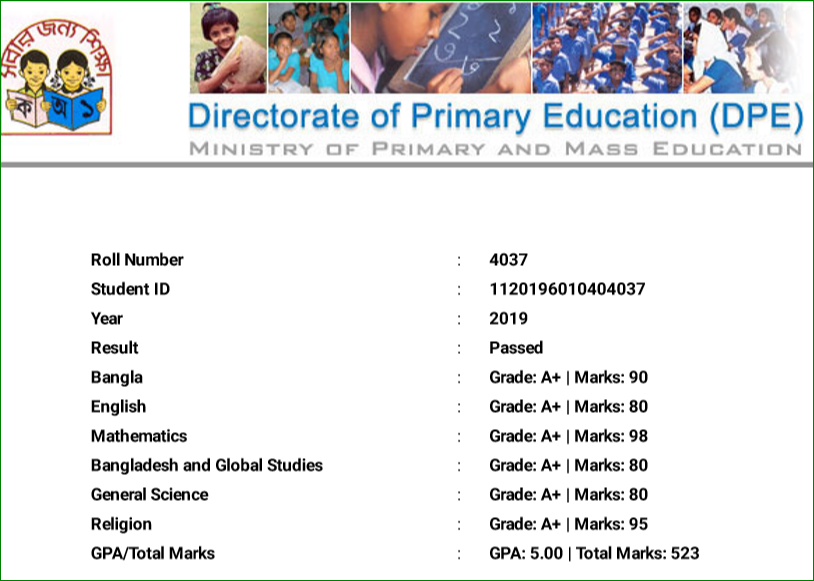 সবার জন্য শিক্ষা
ক অ ১
Directorate of Primary Education (DPE)
MINISTRY OF PRIMARY AND MASS EDUCATION
Roll Number : 4037
Student ID : 1120196010404037
Year : 2019
Result : Passed
Bangla : Grade: A+ | Marks: 90
English : Grade: A+ | Marks: 80
Mathematics : Grade: A+ | Marks: 98
Bangladesh and Global Studies : Grade: A+ | Marks: 80
General Science : Grade: A+ | Marks: 80
Religion : Grade: A+ | Marks: 95
GPA/Total Marks : GPA: 5.00 | Total Marks: 523